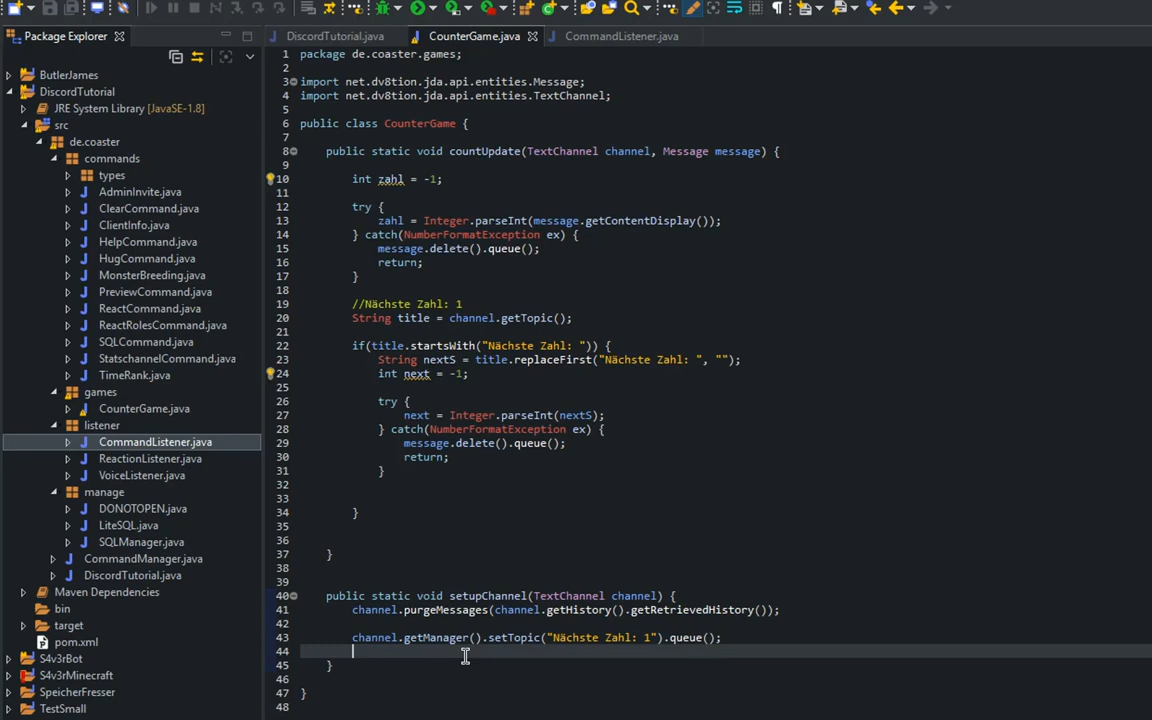 Package Explorer
DiscordTutorial.java
CounterGame.java
CommandListener.java
ButlerJames
DiscordTutorial
JRE System Library [JavaSE-1.8]
src
de.coaster
commands
types
AdminInvite.java
ClearCommand.java
ClientInfo.java
HelpCommand.java
HugCommand.java
MonsterBreeding.java
PreviewCommand.java
ReactCommand.java
ReactRolesCommand.java
SQLCommand.java
StatschannelCommand.java
TimeRank.java
games
CounterGame.java
listener
CommandListener.java
ReactionListener.java
VoiceListener.java
manage
DONOTOPEN.java
LiteSQL.java
SQLManager.java
CommandManager.java
DiscordTutorial.java
Maven Dependencies
bin
target
pom.xml
S4v3rBot
S4v3rMinecraft
SpeicherFresser
TestSmall
1 package de.coaster.games;
2
3 import net.dv8tion.jda.api.entities.Message;
4 import net.dv8tion.jda.api.entities.TextChannel;
5
6 public class CounterGame {
7
8 public static void countUpdate(TextChannel channel, Message message) {
9
10 int zahl = -1;
11
12 try {
13 zahl = Integer.parseInt(message.getContentDisplay());
14 } catch(NumberFormatException ex) {
15 message.delete().queue();
16 return;
17 }
18
19 //Nächste Zahl: 1
20 String title = channel.getTopic();
21
22 if(title.startsWith("Nächste Zahl: ")) {
23 String nextS = title.replaceFirst("Nächste Zahl: ", "");
24 int next = -1;
25
26 try {
27 next = Integer.parseInt(nextS);
28 } catch(NumberFormatException ex) {
29 message.delete().queue();
30 return;
31 }
32
33
34 }
35
36
37 }
38
39
40 public static void setupChannel(TextChannel channel) {
41 channel.purgeMessages(channel.getHistory().getRetrievedHistory());
42
43 channel.getManager().setTopic("Nächste Zahl: 1").queue();
44
45 }
46
47 }
48